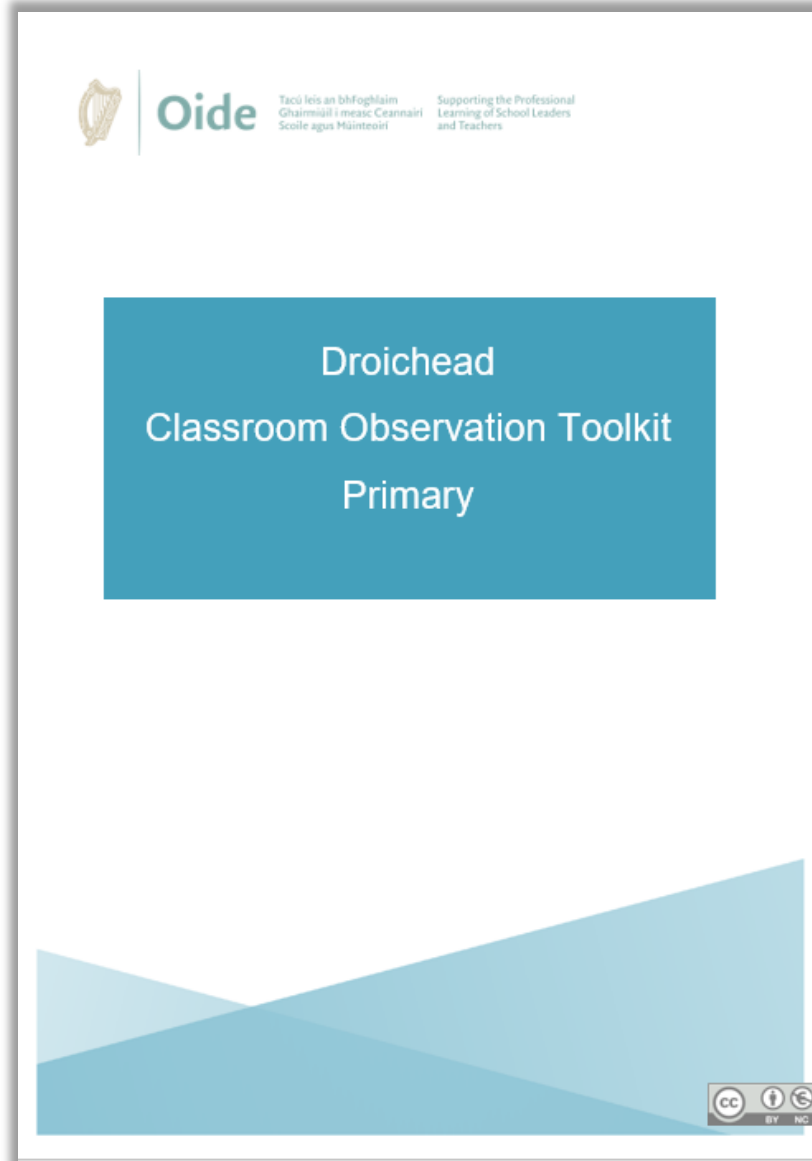 Oide
Tacú leis an bhFoghlaim
Ghairmiúil i measc Ceannairí
Scoile agus Múinteoirí
Supporting the Professional
Learning of School Leaders
and Teachers
Droichead
Classroom Observation Toolkit
Primary
cc
BY NC